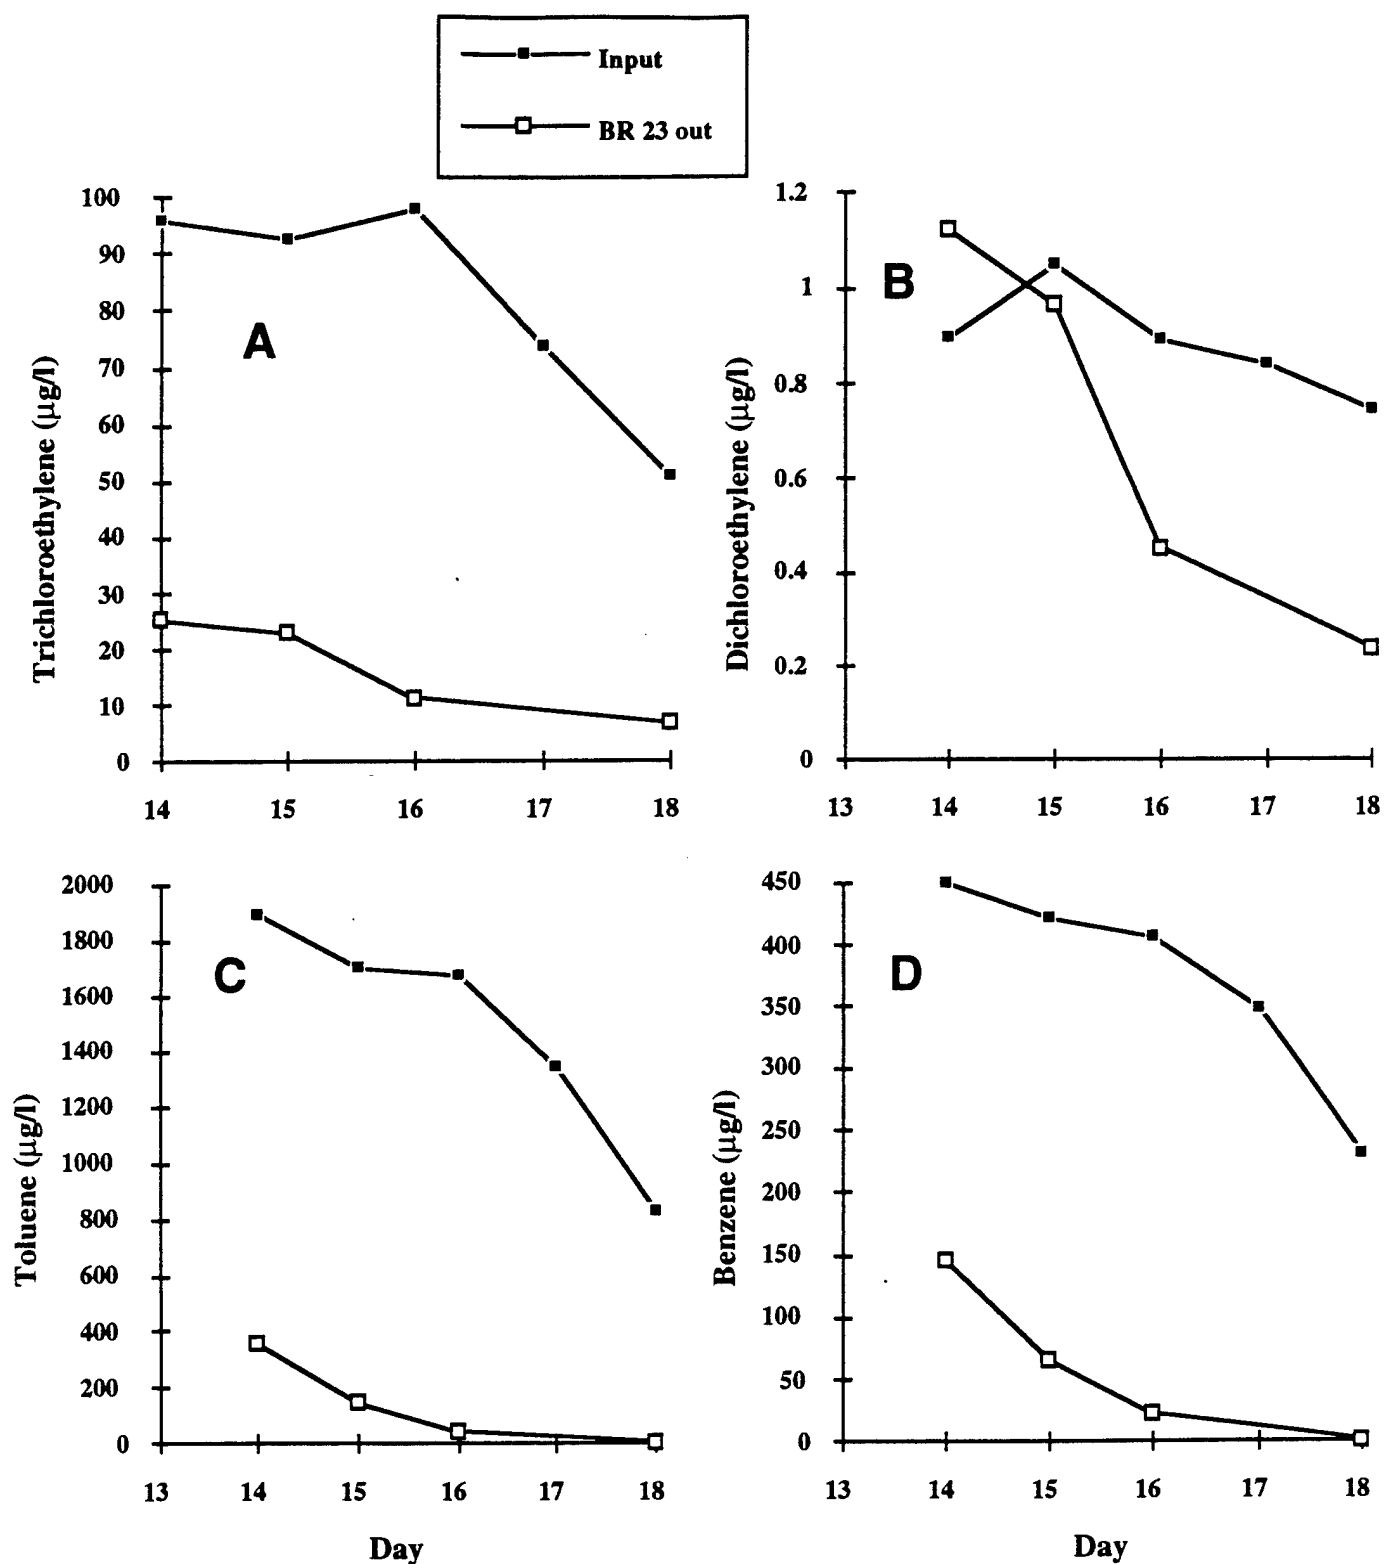 Input
BR 23 out
Trichloroethylene (μg/l)
100
90
80
70
60
50
40
30
20
10
0
14 15 16 17 18
A
Dichloroethylene (μg/l)
1.2
1
0.8
0.6
0.4
0.2
0
13 14 15 16 17 18
B
Toluene (μg/l)
2000
1800
1600
1400
1200
1000
800
600
400
200
0
13 14 15 16 17 18
Day
C
Benzene (μg/l)
450
400
350
300
250
200
150
100
50
0
13 14 15 16 17 18
Day
D